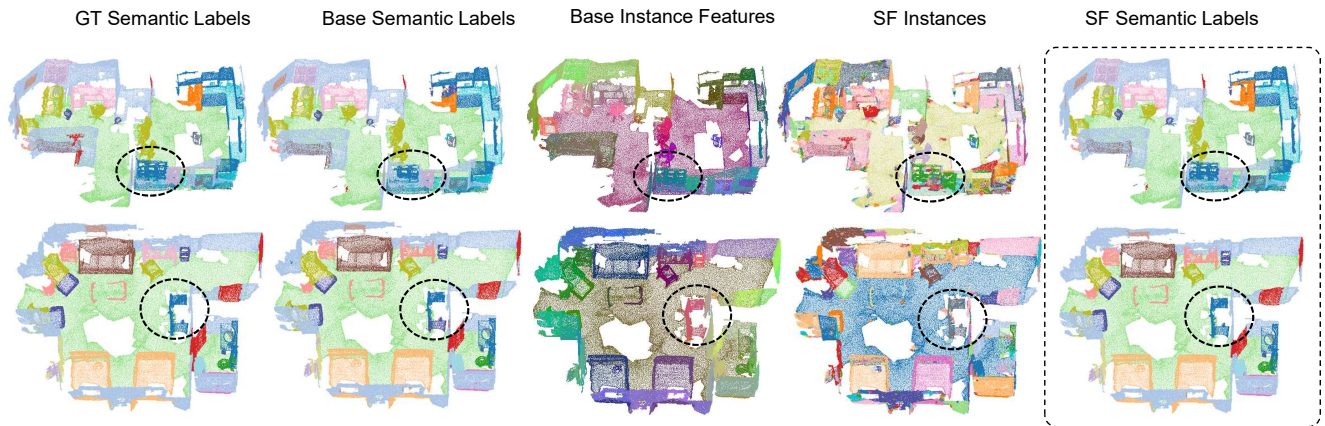 GT Semantic Labels
Base Semantic Labels
Base Instance Features
SF Instances
SF Semantic Labels